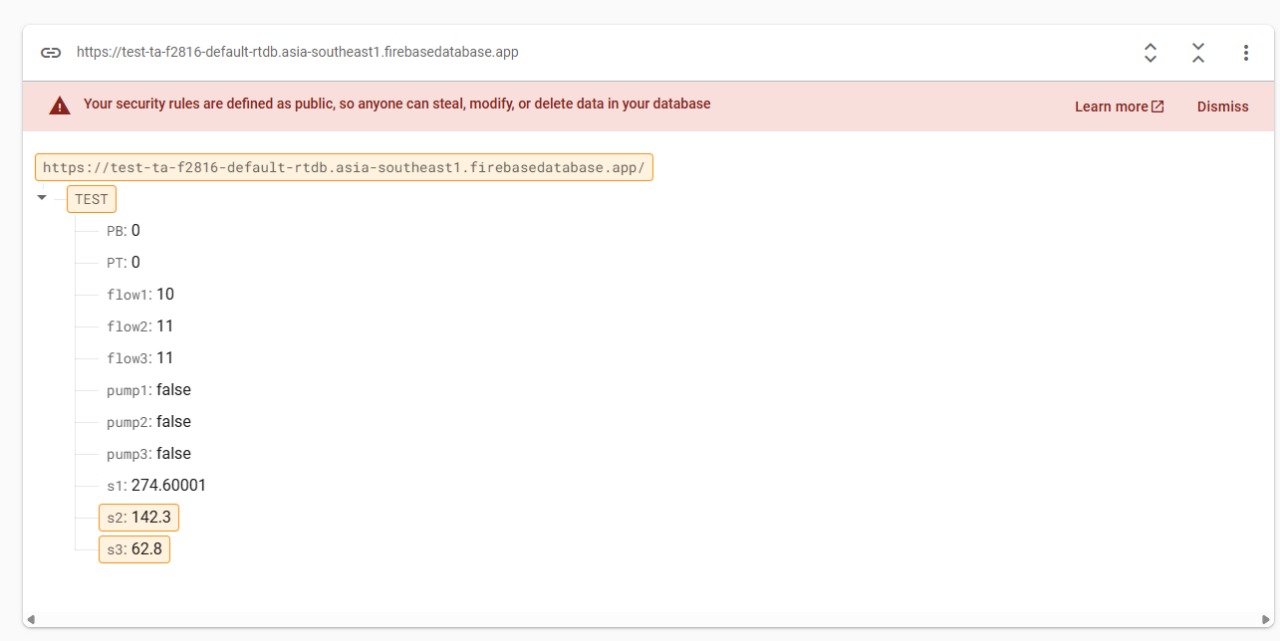 https://test-ta-f2816-default-rtdb.asia-southeast1.firebasedatabase.app
Your security rules are defined as public, so anyone can steal, modify, or delete data in your database Learn more Dismiss
https://test-ta-f2816-default-rtdb.asia-southeast1.firebasedatabase.app/
TEST
PB: 0
PT: 0
flow1: 10
flow2: 11
flow3: 11
pump1: false
pump2: false
pump3: false
s1: 274.60001
s2: 142.3
s3: 62.8